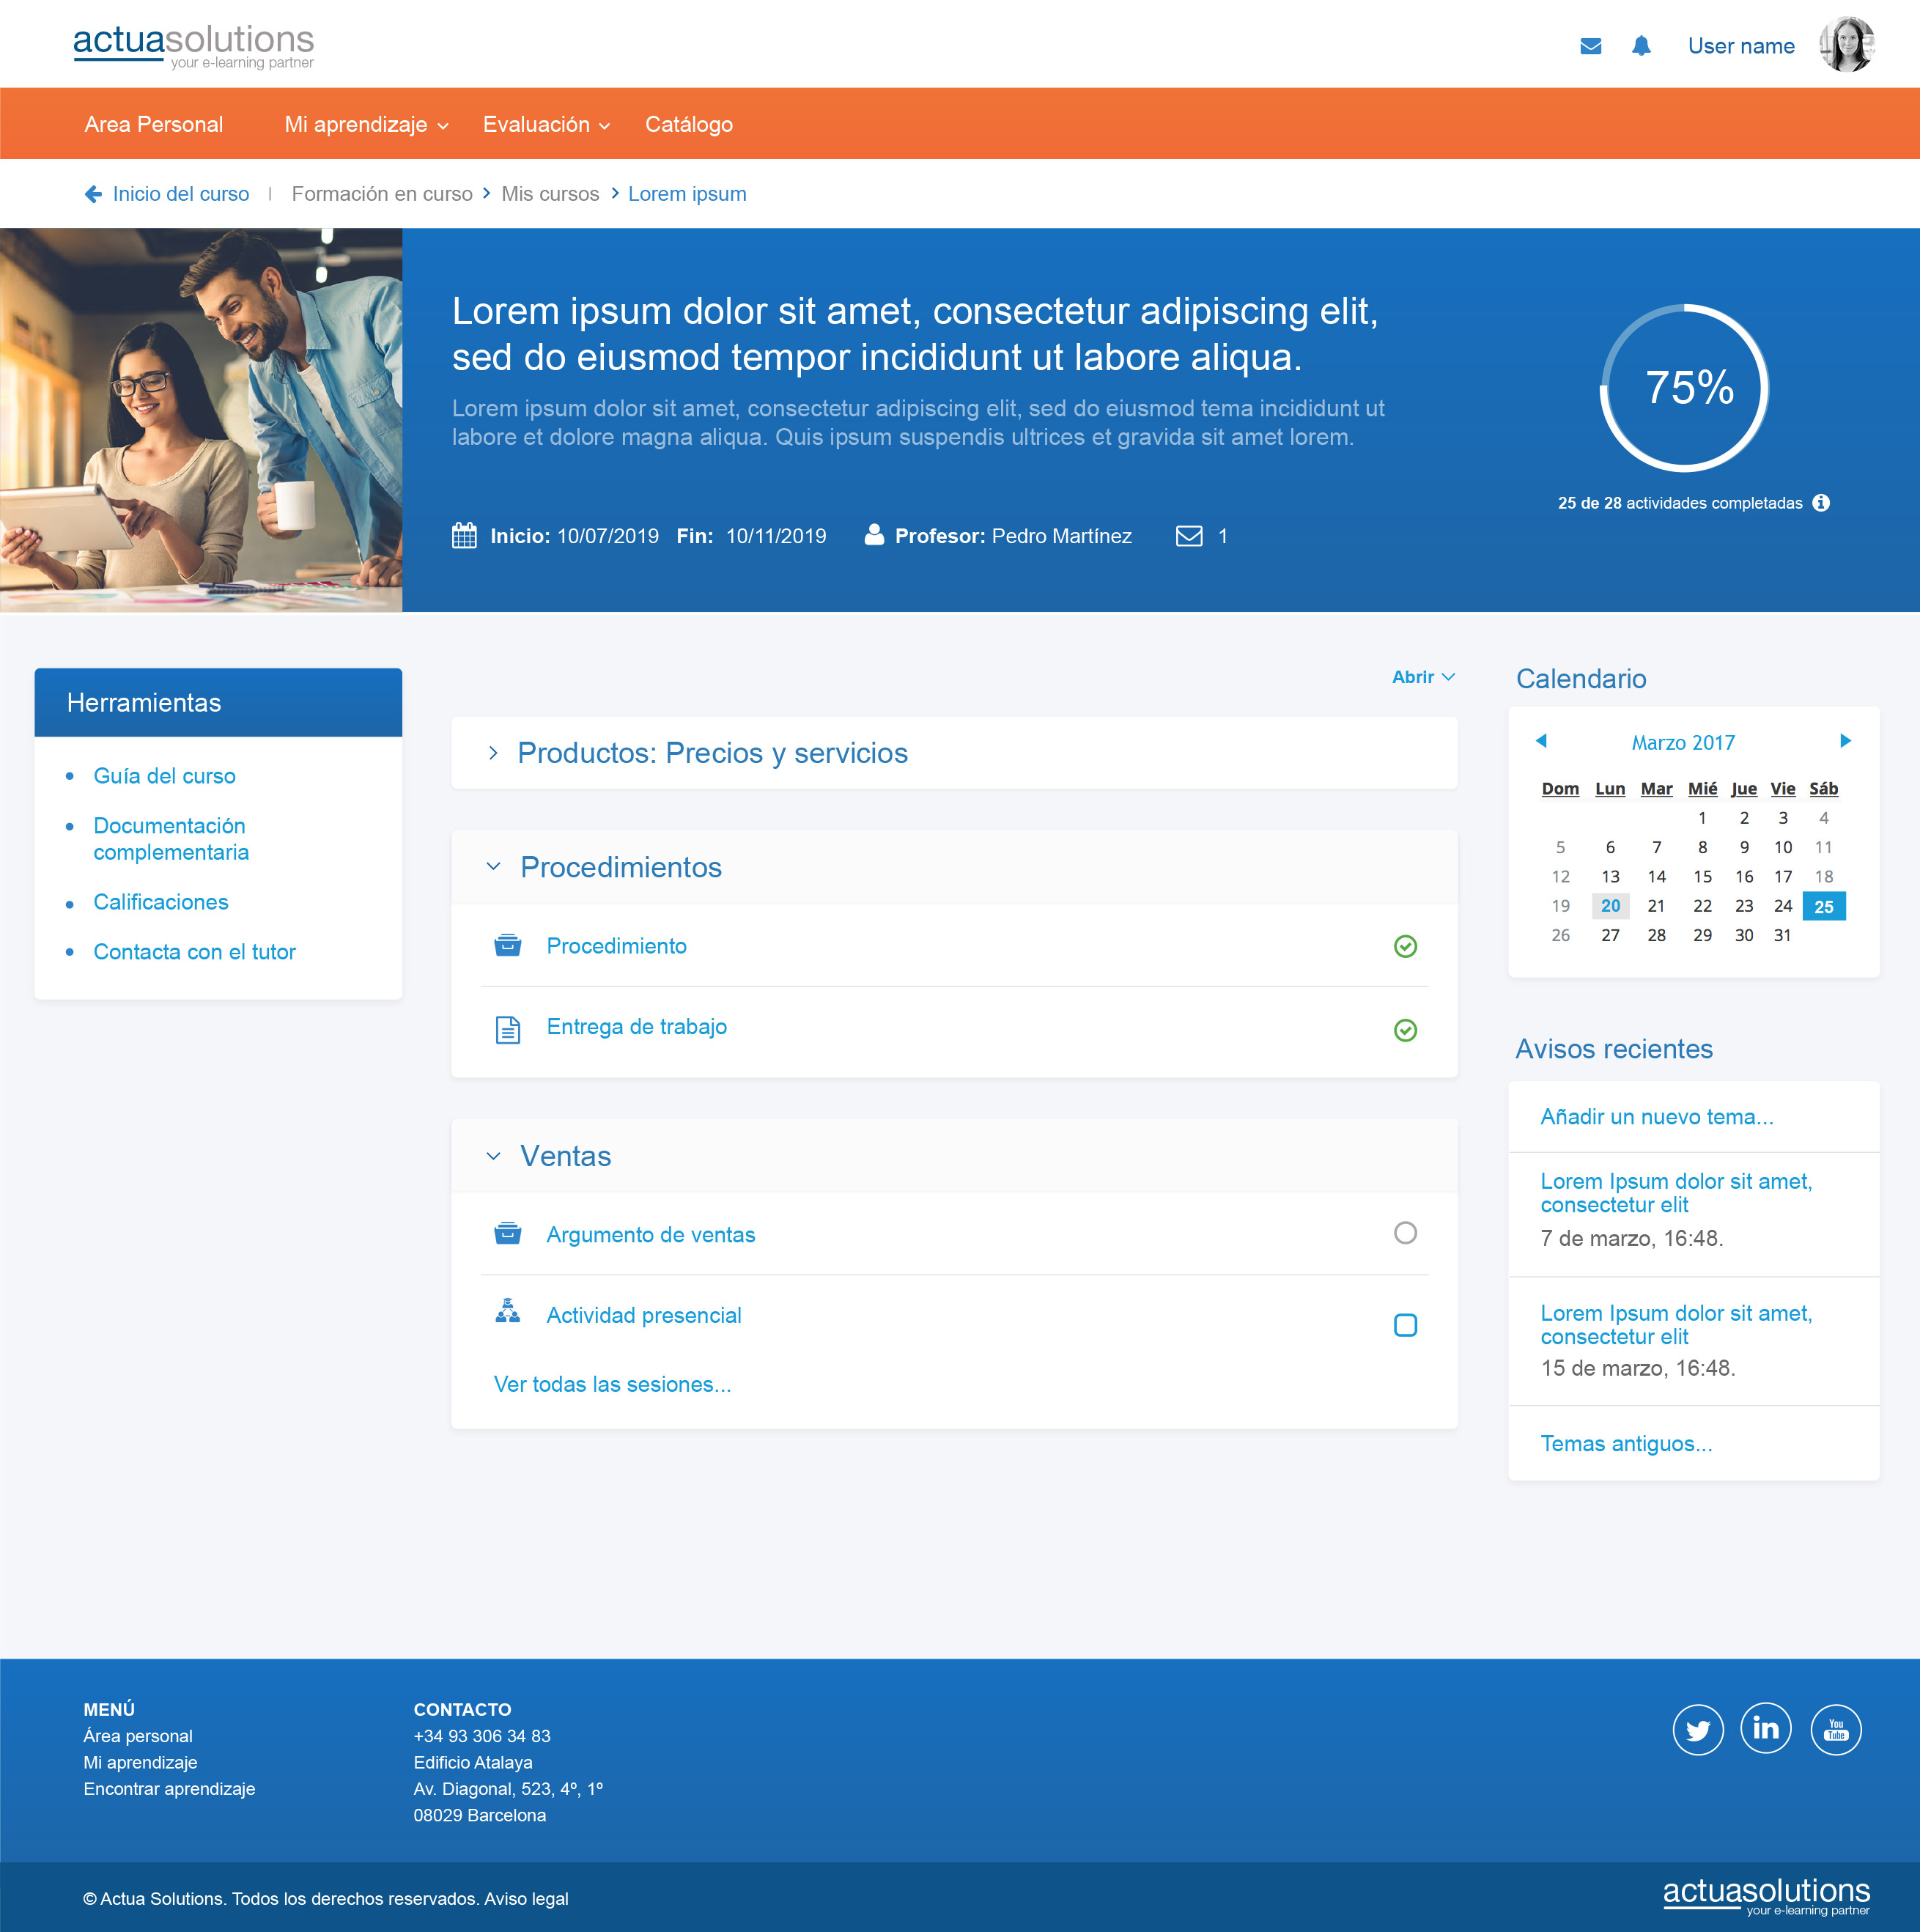 actuasolutions
your e-learning partner
User name
Area Personal
Mi aprendizaje
Evaluación
Catálogo
Inicio del curso | Formación en curso > Mis cursos > Lorem ipsum
Lorem ipsum dolor sit amet, consectetur adipiscing elit,
sed do eiusmod tempor incididunt ut labore aliqua.
Lorem ipsum dolor sit amet, consectetur adipiscing elit, sed do eiusmod tema incididunt ut
labore et dolore magna aliqua. Quis ipsum suspendis ultrices et gravida sit amet lorem.
Inicio: 10/07/2019 Fin: 10/11/2019 Profesor: Pedro Martínez 1
75%
25 de 28 actividades completadas
Herramientas
Guía del curso
Documentación
complementaria
Calificaciones
Contacta con el tutor
Abrir
Productos: Precios y servicios
Procedimientos
Procedimiento
Entrega de trabajo
Ventas
Argumento de ventas
Actividad presencial
Ver todas las sesiones...
Calendario
Marzo 2017
Dom Lun Mar Mié Jue Vie Sáb
1 2 3 4
5 6 7 8 9 10 11
12 13 14 15 16 17 18
19 20 21 22 23 24 25
26 27 28 29 30 31
Avisos recientes
Añadir un nuevo tema...
Lorem Ipsum dolor sit amet,
consectetur elit
7 de marzo, 16:48.
Lorem Ipsum dolor sit amet,
consectetur elit
15 de marzo, 16:48.
Temas antiguos...
MENÚ
Área personal
Mi aprendizaje
Encontrar aprendizaje
CONTACTO
+34 93 306 34 83
Edificio Atalaya
Av. Diagonal, 523, 4º, 1º
08029 Barcelona
in
You
Tube
© Actua Solutions. Todos los derechos reservados. Aviso legal
actuasolutions
your e-learning partner